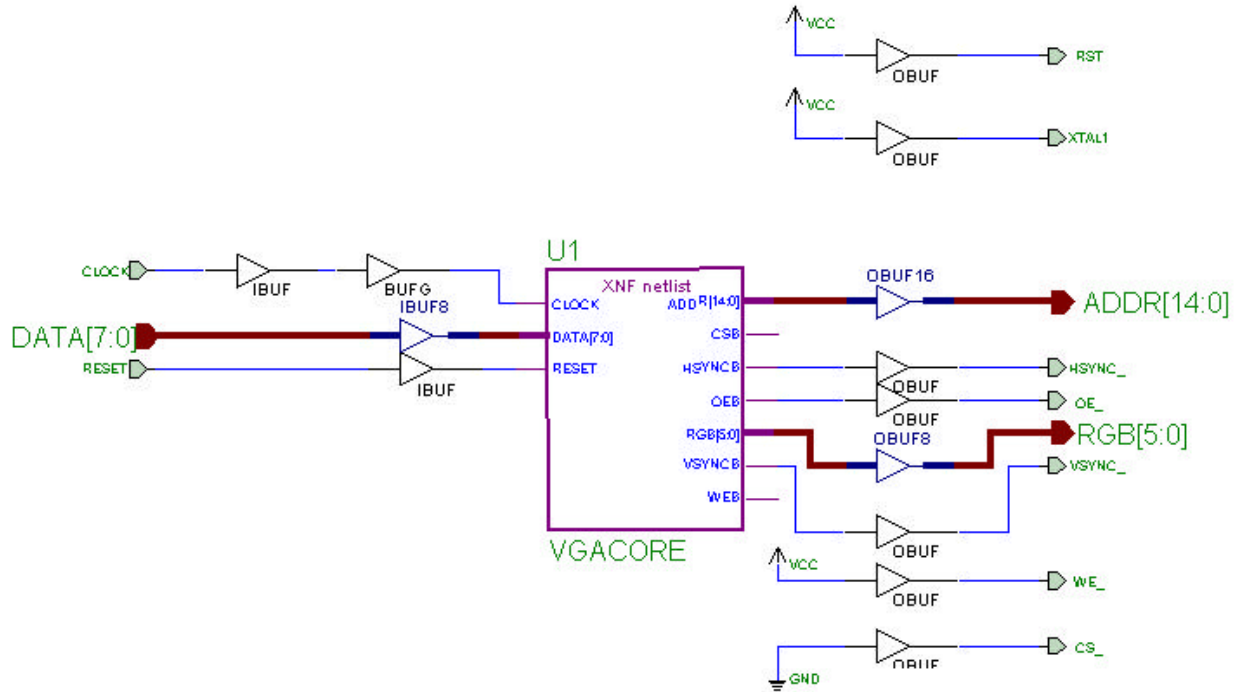 VCC
OBUF
RST
VCC
OBUF
XTAL1
U1
CLOCK
IBUF
BUFG
XNF netlist
OBUF16
IBUF8
CLOCK
ADDR[14:0]
ADDR[14:0]
DATA[7:0]
DATA[7:0]
CSB
RESET
IBUF
RESET
HSYNCB
OBUF
HSYNC_
OEB
OBUF
OE_
RGB[5:0]
OBUF8
RGB[5:0]
VSYNCB
VSYNC_
WEB
VGACORE
OBUF
VCC
OBUF
WE_
GND
OBUF
CS_